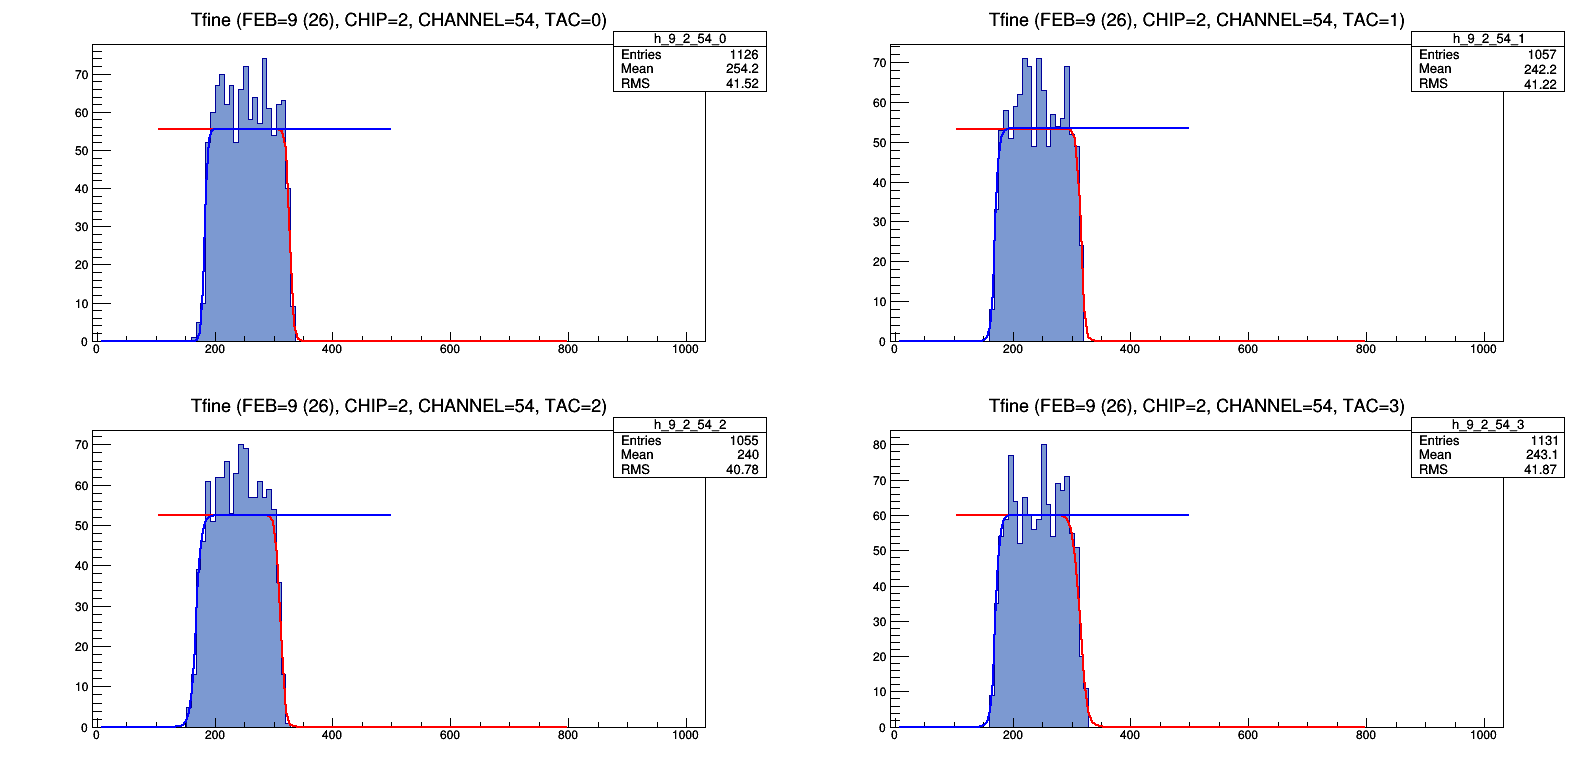 Tfine (FEB=9 (26), CHIP=2, CHANNEL=54, TAC=0)
h_9_2_54_0
Entries 1126
Mean 254.2
RMS 41.52
70
60
50
40
30
20
10
0
0 200 400 600 800 1000
Tfine (FEB=9 (26), CHIP=2, CHANNEL=54, TAC=1)
h_9_2_54_1
Entries 1057
Mean 242.2
RMS 41.22
70
60
50
40
30
20
10
0
0 200 400 600 800 1000
Tfine (FEB=9 (26), CHIP=2, CHANNEL=54, TAC=2)
h_9_2_54_2
Entries 1055
Mean 240
RMS 40.78
70
60
50
40
30
20
10
0
0 200 400 600 800 1000
Tfine (FEB=9 (26), CHIP=2, CHANNEL=54, TAC=3)
h_9_2_54_3
Entries 1131
Mean 243.1
RMS 41.87
80
70
60
50
40
30
20
10
0
0 200 400 600 800 1000